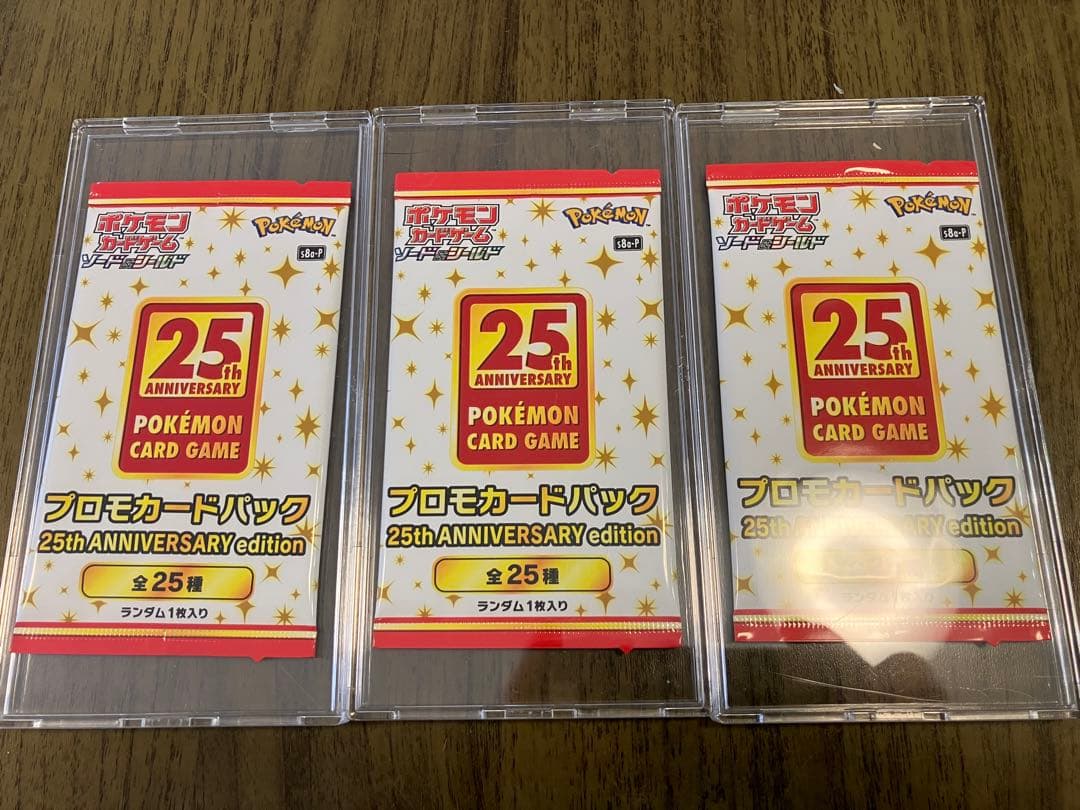 ポケモン
カードゲーム
ソード&シールド
Pokémon
s8a-P
25th
ANNIVERSARY
POKÉMON
CARD GAME
プロモカードパック
25th ANNIVERSARY edition
全25種
ランダム1枚入り
ポケモン
カードゲーム
ソード&シールド
Pokémon
s8a-P
25th
ANNIVERSARY
POKÉMON
CARD GAME
プロモカードパック
25th ANNIVERSARY edition
全25種
ランダム1枚入り
ポケモン
カードゲーム
ソード&シールド
Pokémon
s8a-P
25th
ANNIVERSARY
POKÉMON
CARD GAME
プロモカードパック
25th ANNIVERSARY edition